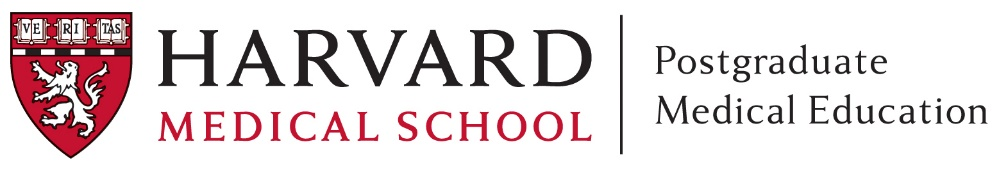 VE RI TAS
HARVARD
MEDICAL SCHOOL
Postgraduate
Medical Education